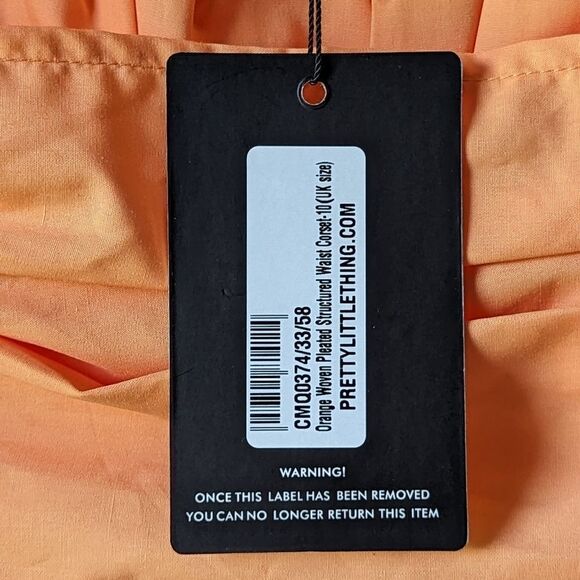 CMQ0374/33/58
Orange Woven Pleated Structured Waist Corset-10(UK size)
PRETTYLITTLETHING.COM
WARNING!
ONCE THIS LABEL HAS BEEN REMOVED
YOU CAN NO LONGER RETURN THIS ITEM